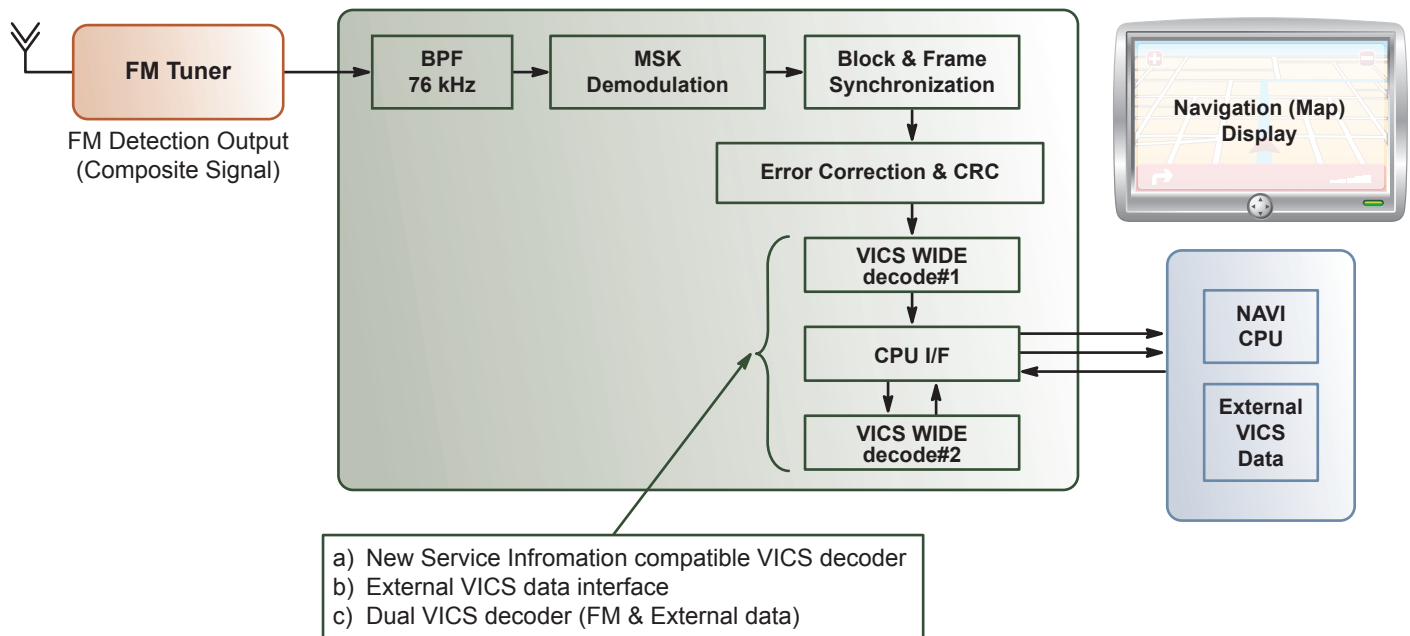 FM Tuner
FM Detection Output
(Composite Signal)
BPF
76 kHz
MSK
Demodulation
Block & Frame
Synchronization
Error Correction & CRC
VICS WIDE
decode#1
CPU I/F
VICS WIDE
decode#2
Navigation (Map)
Display
NAVI
CPU
External
VICS
Data
a) New Service Infromation compatible VICS decoder
b) External VICS data interface
c) Dual VICS decoder (FM & External data)